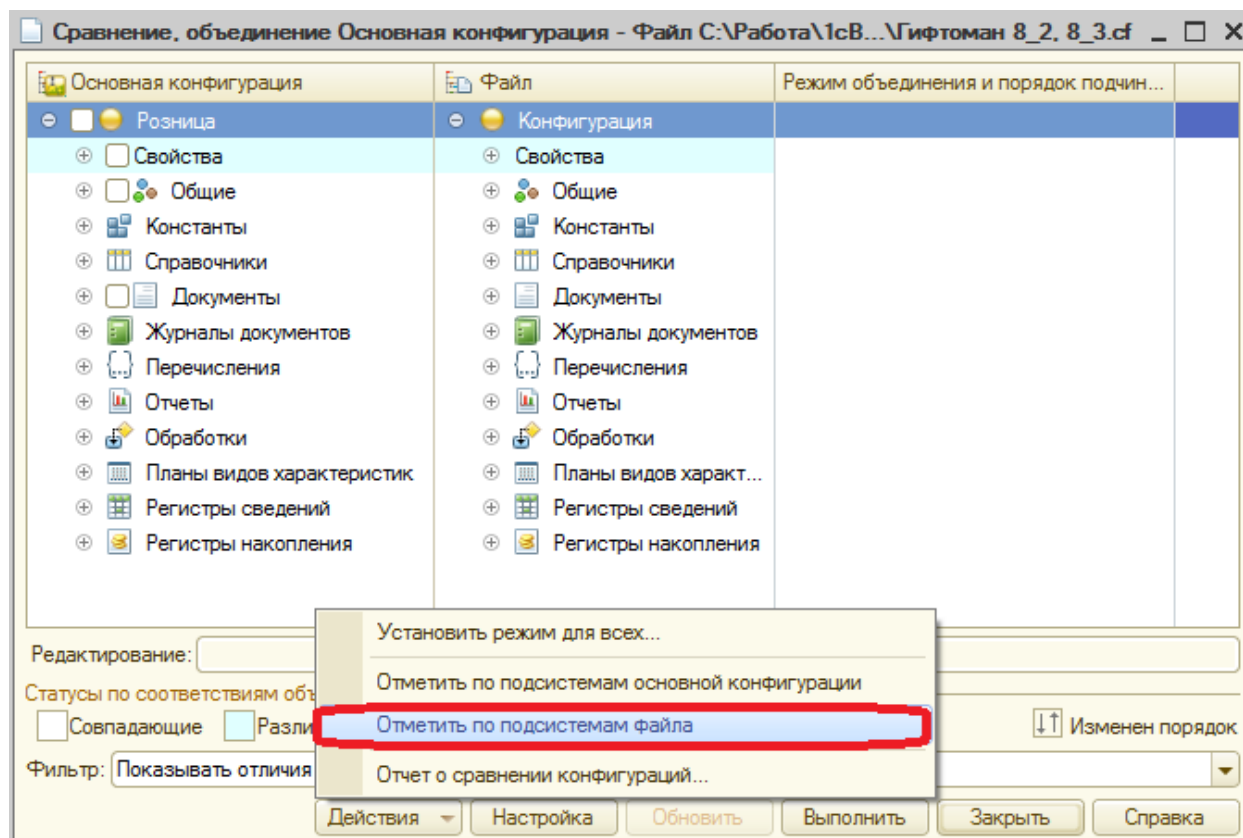 Сравнение, объединение Основная конфигурация - Файл C:\Работа\1сВ...\Гифтоман 8_2, 8_3.cf
Основная конфигурация Файл Режим объединения и порядок подчин...
Розница Конфигурация
Свойства Свойства
Общие Общие
Константы Константы
Справочники Справочники
Документы Документы
Журналы документов Журналы документов
Перечисления Перечисления
Отчеты Отчеты
Обработки Обработки
Планы видов характеристик Планы видов характ...
Регистры сведений Регистры сведений
Регистры накопления Регистры накопления
Установить режим для всех...
Редактирование:
Отметить по подсистемам основной конфигурации
Статусы по соответствиям объ
Отметить по подсистемам файла
Совпадающие Разли Изменен порядок
Фильтр: Показывать отличия
Отчет о сравнении конфигураций...
Действия Настройка Обновить Выполнить Закрыть Справка